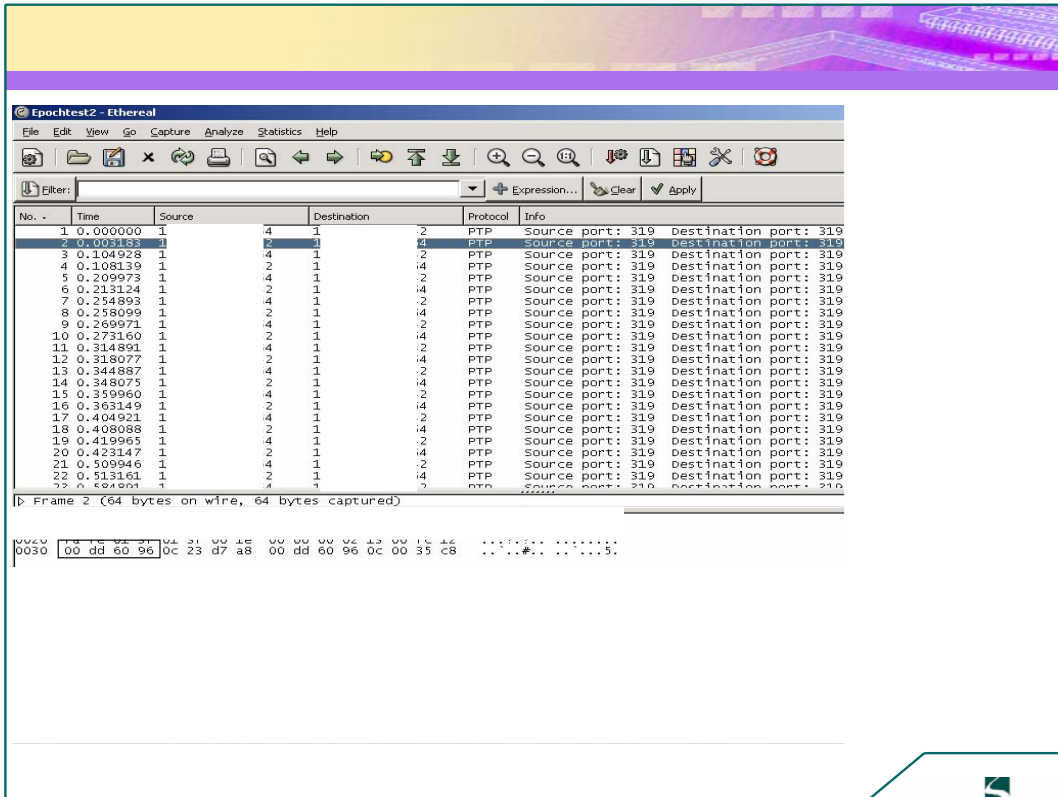 Epochtest2 - Ethereal
File Edit View Go Capture Analyze Statistics Help
Filter: Expression... Clear Apply
No. - Time Source Destination Protocol Info
1 0.000000 1 4 1 2 PTP Source port: 319 Destination port: 319
2 0.003183 1 2 1 4 PTP Source port: 319 Destination port: 319
3 0.104928 1 4 1 2 PTP Source port: 319 Destination port: 319
4 0.108139 1 2 1 4 PTP Source port: 319 Destination port: 319
5 0.209973 1 4 1 2 PTP Source port: 319 Destination port: 319
6 0.213124 1 2 1 4 PTP Source port: 319 Destination port: 319
7 0.254893 1 4 1 2 PTP Source port: 319 Destination port: 319
8 0.258099 1 2 1 4 PTP Source port: 319 Destination port: 319
9 0.269971 1 4 1 2 PTP Source port: 319 Destination port: 319
10 0.273160 1 2 1 4 PTP Source port: 319 Destination port: 319
11 0.314891 1 4 1 2 PTP Source port: 319 Destination port: 319
12 0.318077 1 2 1 4 PTP Source port: 319 Destination port: 319
13 0.344887 1 4 1 2 PTP Source port: 319 Destination port: 319
14 0.348075 1 2 1 4 PTP Source port: 319 Destination port: 319
15 0.359960 1 4 1 2 PTP Source port: 319 Destination port: 319
16 0.363149 1 2 1 4 PTP Source port: 319 Destination port: 319
17 0.404921 1 4 1 2 PTP Source port: 319 Destination port: 319
18 0.408088 1 2 1 4 PTP Source port: 319 Destination port: 319
19 0.419965 1 4 1 2 PTP Source port: 319 Destination port: 319
20 0.423147 1 2 1 4 PTP Source port: 319 Destination port: 319
21 0.509946 1 4 1 2 PTP Source port: 319 Destination port: 319
22 0.513161 1 2 1 4 PTP Source port: 319 Destination port: 319
Frame 2 (64 bytes on wire, 64 bytes captured)
0030 00 dd 60 96 0c 23 d7 a8 00 dd 60 96 0c 00 35 c8 ..`..#.. ..`...5.